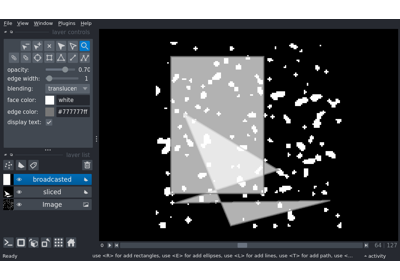 File View Window Plugins Help
layer controls
opacity: 0.70
edge width: 1
blending: translucen
face color: white
edge color: #777777ff
display text:
layer list
broadcasted
sliced
Image
0 64 127
Ready use <R> for add rectangles, use <E> for add ellipses, use <L> for add lines, use <T> for add path, use <... activity